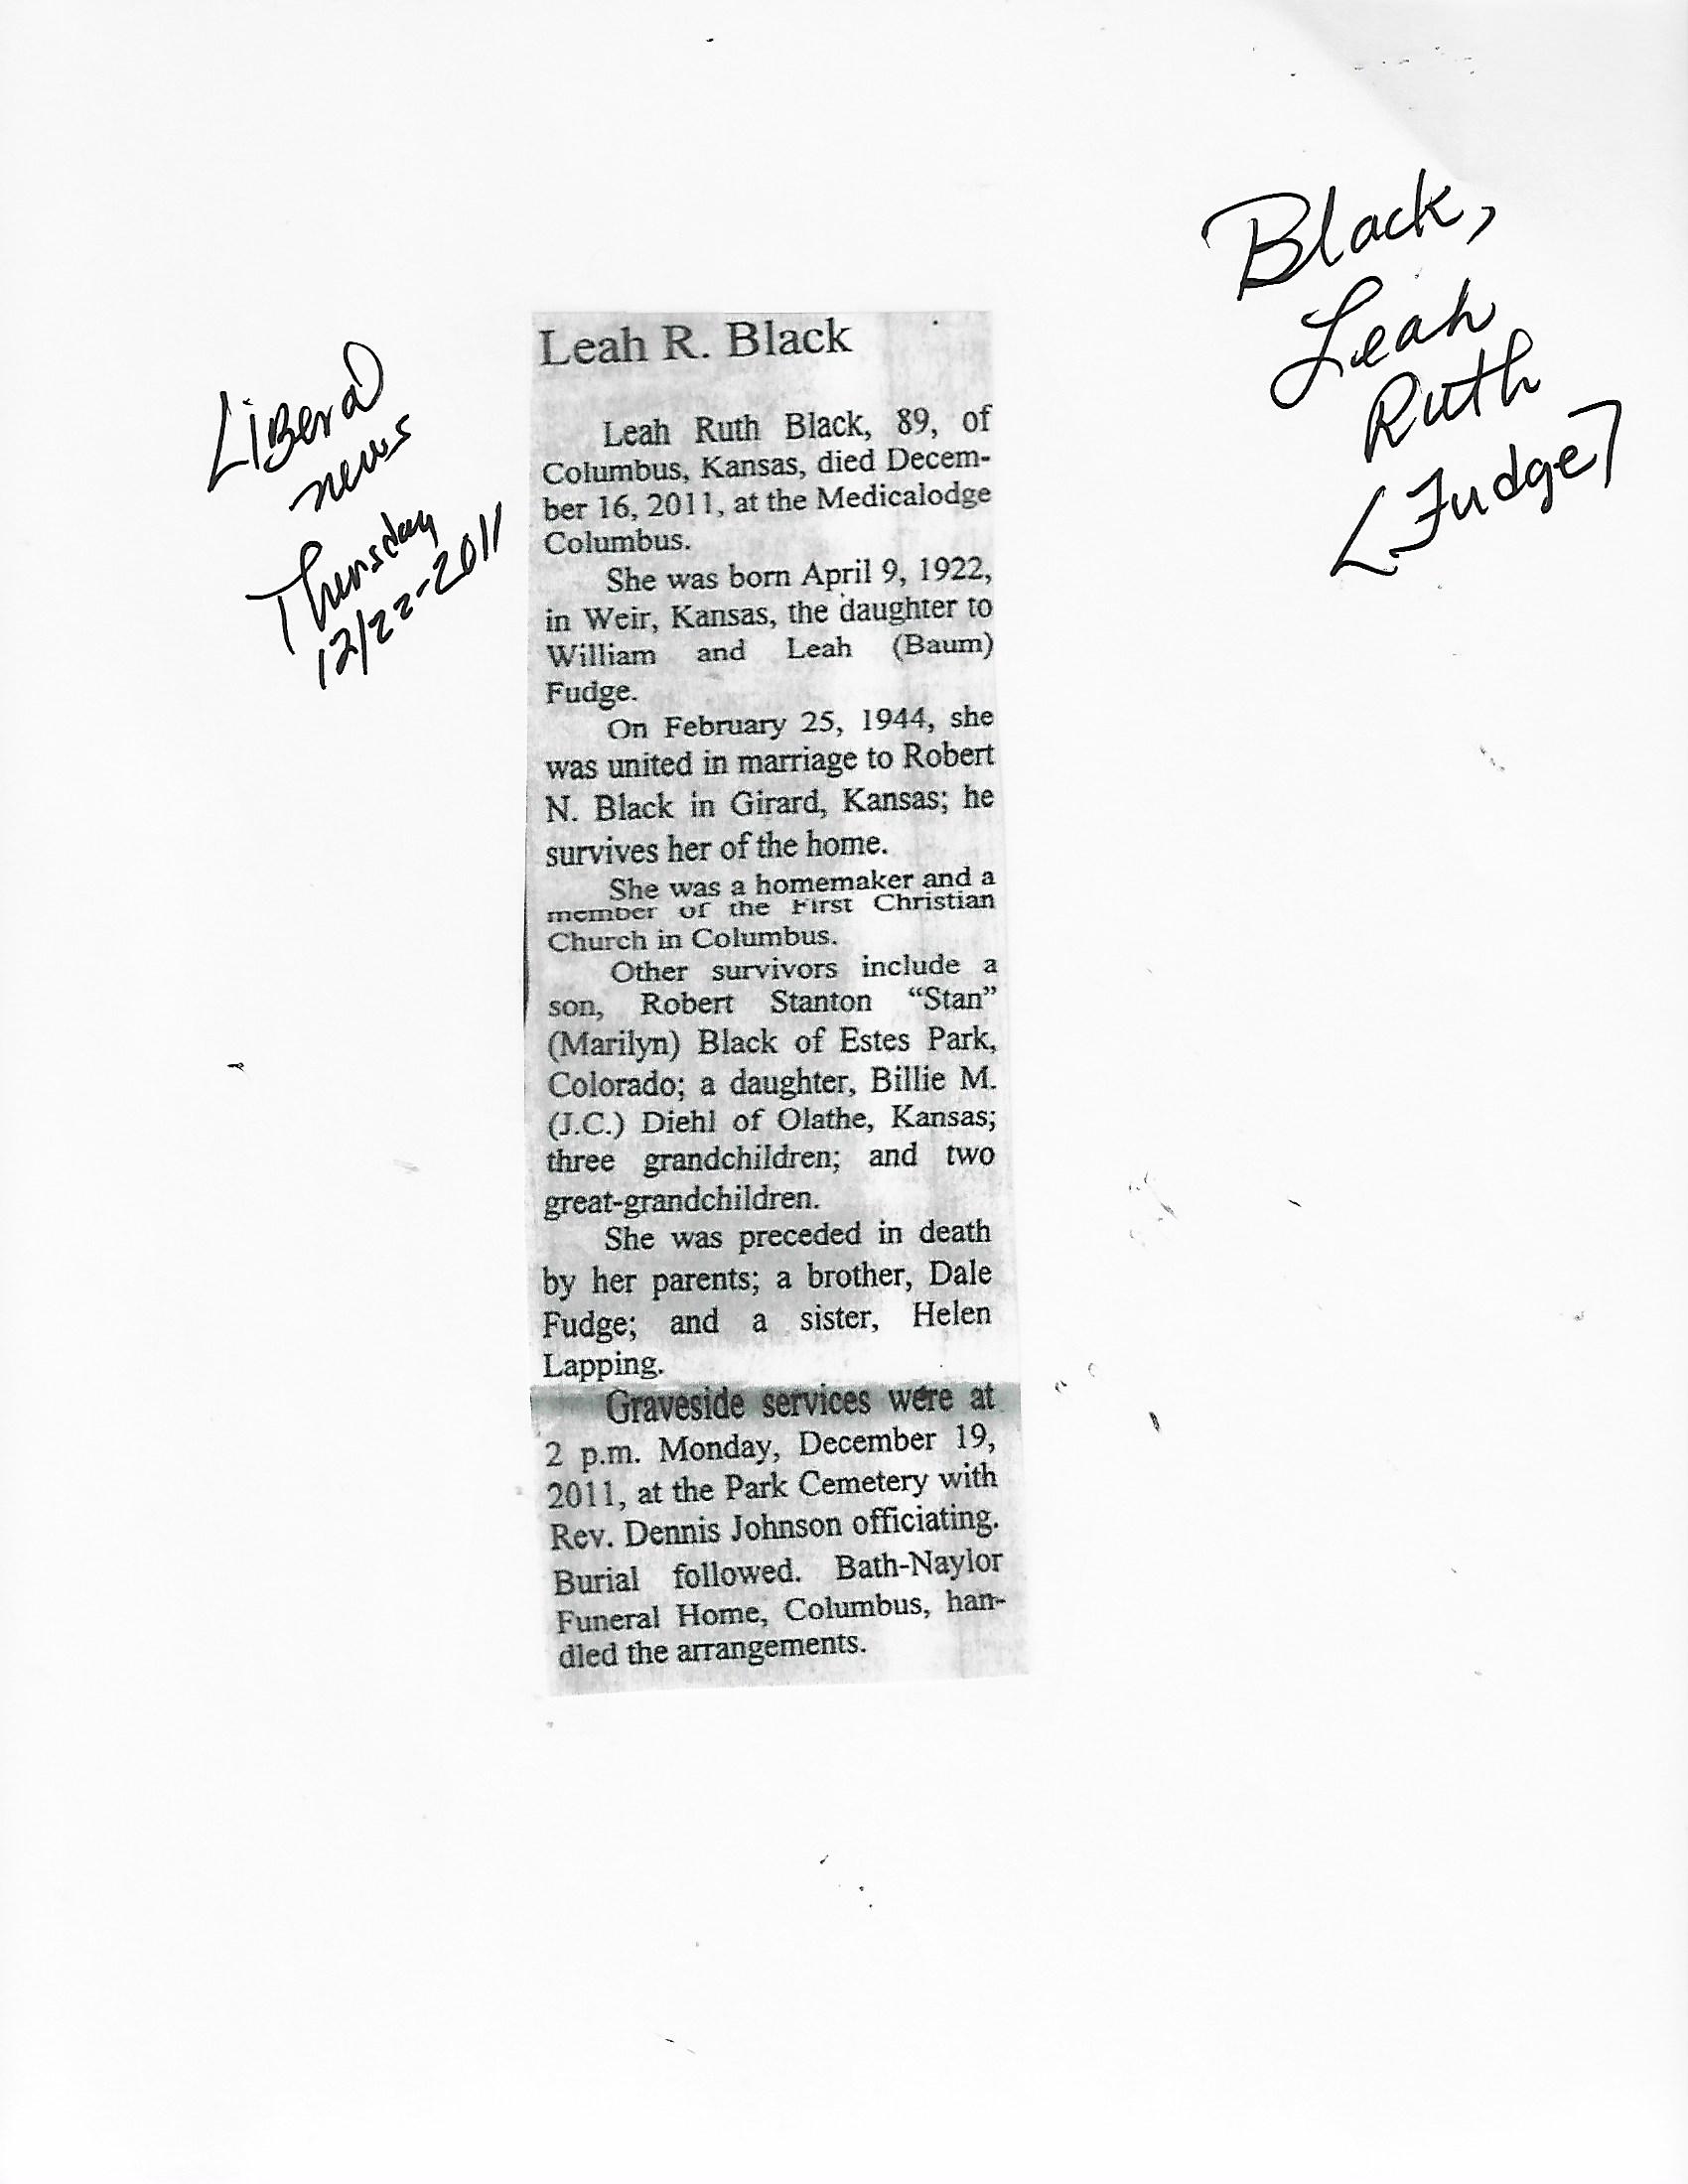 Black,
Leah
Ruth
[Fudge]
Liberal
news
Thursday
12/22-2011
Leah R. Black
Leah Ruth Black, 89, of
Columbus, Kansas, died Decem-
ber 16, 2011, at the Medicalodge
Columbus.
She was born April 9, 1922,
in Weir, Kansas, the daughter to
William and Leah (Baum)
Fudge.
On February 25, 1944, she
was united in marriage to Robert
N. Black in Girard, Kansas; he
survives her of the home.
She was a homemaker and a
member of the First Christian
Church in Columbus.
Other survivors include a
son, Robert Stanton “Stan”
(Marilyn) Black of Estes Park,
Colorado; a daughter, Billie M.
(J.C.) Diehl of Olathe, Kansas;
three grandchildren; and two
great-grandchildren.
She was preceded in death
by her parents; a brother, Dale
Fudge; and a sister, Helen
Lapping.
Graveside services were at
2 p.m. Monday, December 19,
2011, at the Park Cemetery with
Rev. Dennis Johnson officiating.
Burial followed. Bath-Naylor
Funeral Home, Columbus, han-
dled the arrangements.